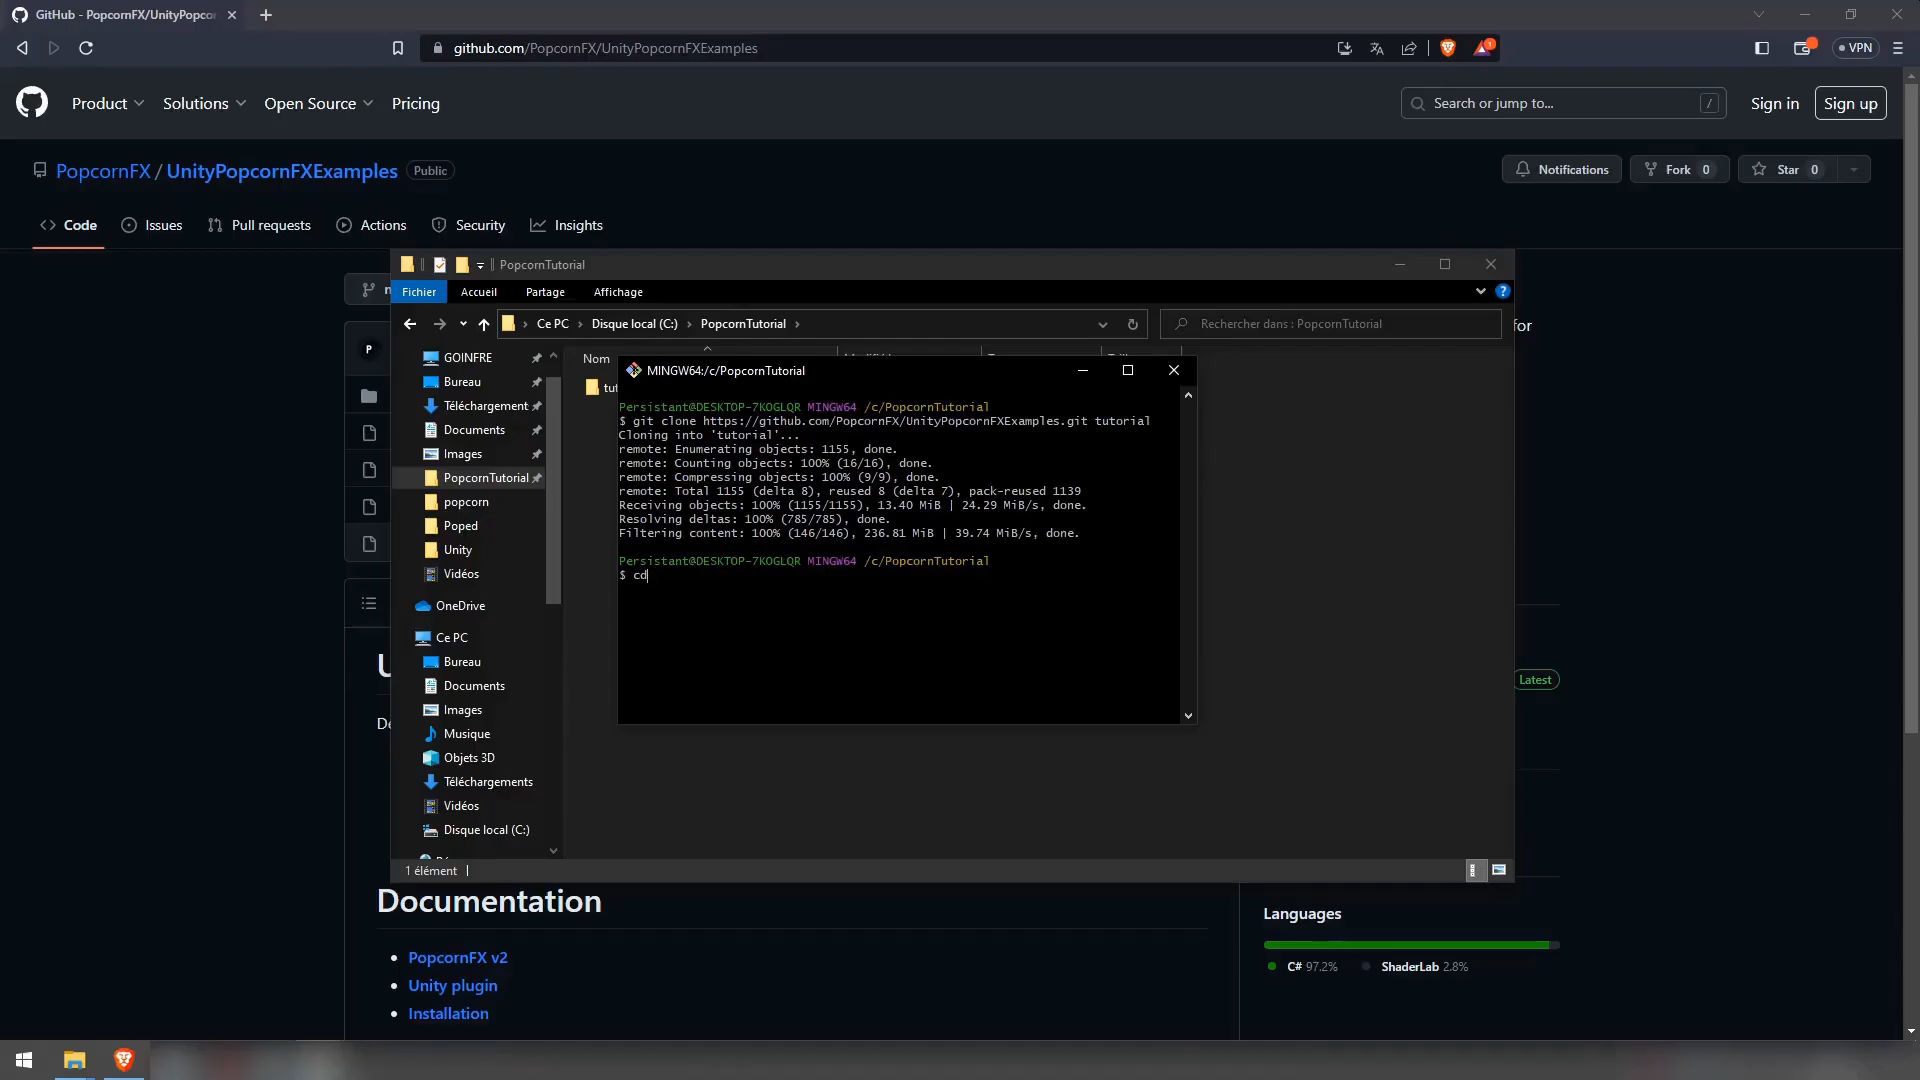 GitHub - PopcornFX/UnityPopcor
github.com/PopcornFX/UnityPopcornFXExamples
1
VPN
Product
Solutions
Open Source
Pricing
Search or jump to...
/
Sign in
Sign up
PopcornFX / UnityPopcornFXExamples
Public
Notifications
Fork 0
Star 0
Code
Issues
Pull requests
Actions
Security
Insights
PopcornTutorial
Fichier
Accueil
Partage
Affichage
?
Ce PC › Disque local (C:) › PopcornTutorial ›
Rechercher dans : PopcornTutorial
for
P
GOINFRE
Bureau
Téléchargement
Documents
Images
PopcornTutorial
popcorn
Poped
Unity
Vidéos
OneDrive
Ce PC
Bureau
Documents
Images
Musique
Objets 3D
Téléchargements
Vidéos
Disque local (C:)
Nom
MINGW64:/c/PopcornTutorial
Persistant@DESKTOP-7KOGLQR MINGW64 /c/PopcornTutorial
$ git clone https://github.com/PopcornFX/UnityPopcornFXExamples.git tutorial
Cloning into 'tutorial'...
remote: Enumerating objects: 1155, done.
remote: Counting objects: 100% (16/16), done.
remote: Compressing objects: 100% (9/9), done.
remote: Total 1155 (delta 8), reused 8 (delta 7), pack-reused 1139
Receiving objects: 100% (1155/1155), 13.40 MiB | 24.29 MiB/s, done.
Resolving deltas: 100% (785/785), done.
Filtering content: 100% (146/146), 236.81 MiB | 39.74 MiB/s, done.
Persistant@DESKTOP-7KOGLQR MINGW64 /c/PopcornTutorial
$ cd
Latest
1 élément
Documentation
PopcornFX v2
Unity plugin
Installation
Languages
C# 97.2%
ShaderLab 2.8%